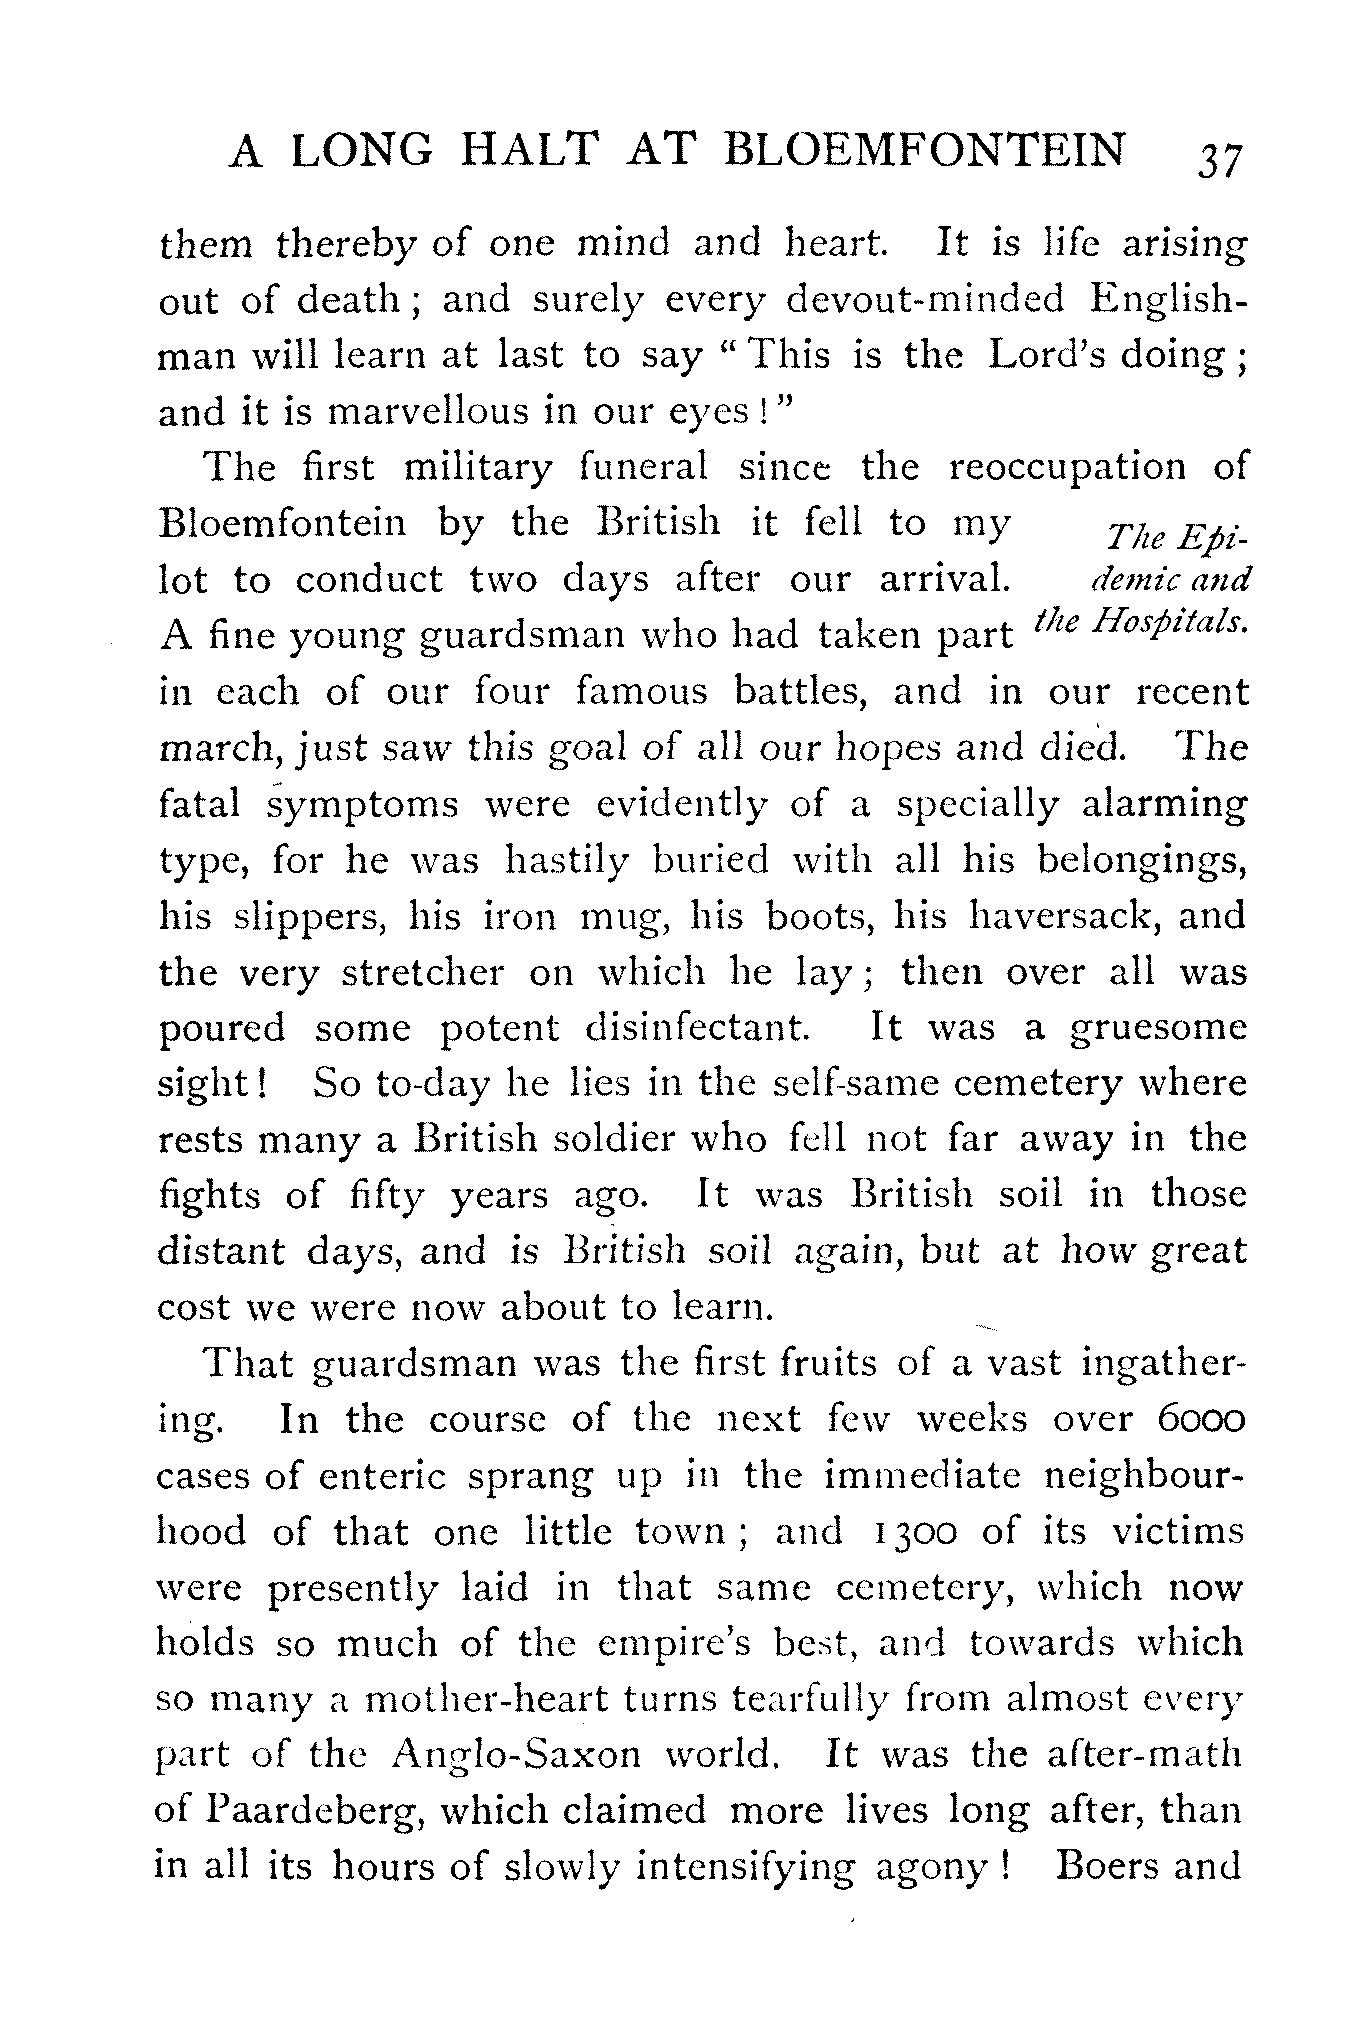 A LONG HALT AT BLOEMFONTEIN 37
them thereby of one mind and heart. It is life arising
out of death ; and surely every devout-minded English-
man will learn at last to say “ This is the Lord’s doing ;
and it is marvellous in our eyes ! ”
The first military funeral since the reoccupation of
Bloemfontein by the British it fell to my
lot to conduct two days after our arrival.
A fine young guardsman who had taken part
The Epi-
demic and
the Hospitals.
in each of our four famous battles, and in our recent
march, just saw this goal of all our hopes and died. The
fatal symptoms were evidently of a specially alarming
type, for he was hastily buried with all his belongings,
his slippers, his iron mug, his boots, his haversack, and
the very stretcher on which he lay ; then over all was
poured some potent disinfectant. It was a gruesome
sight ! So to-day he lies in the self-same cemetery where
rests many a British soldier who fell not far away in the
fights of fifty years ago. It was British soil in those
distant days, and is British soil again, but at how great
cost we were now about to learn.
That guardsman was the first fruits of a vast ingather-
ing. In the course of the next few weeks over 6000
cases of enteric sprang up in the immediate neighbour-
hood of that one little town ; and 1300 of its victims
were presently laid in that same cemetery, which now
holds so much of the empire’s best, and towards which
so many a mother-heart turns tearfully from almost every
part of the Anglo-Saxon world. It was the after-math
of Paardeberg, which claimed more lives long after, than
in all its hours of slowly intensifying agony ! Boers and